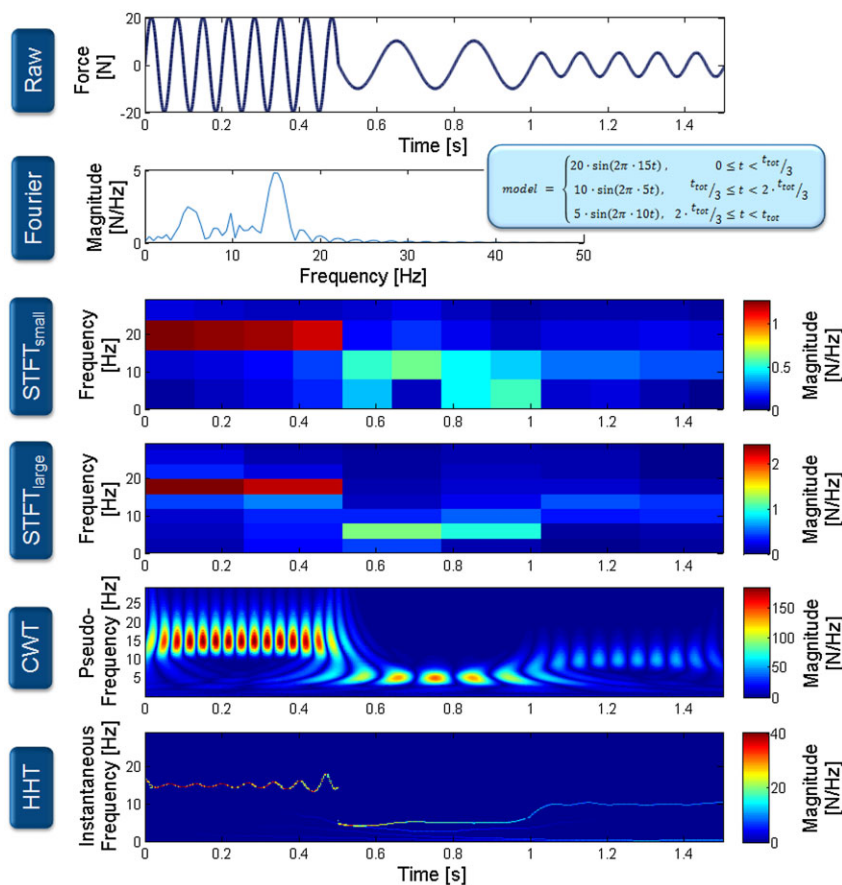 Raw
Force
[N]
20
0
-20
0 0.2 0.4 0.6 0.8 1 1.2 1.4
Time [s]
Fourier
Magnitude
[N/Hz]
5
0
0 10 20 30 40 50
Frequency [Hz]
model = { 20 · sin(2π · 15t) , 0 ≤ t < t_tot/3
10 · sin(2π · 5t) , t_tot/3 ≤ t < 2 · t_tot/3
5 · sin(2π · 10t) , 2 · t_tot/3 ≤ t < t_tot
STFT_small
Frequency
[Hz]
20
10
0
0 0.2 0.4 0.6 0.8 1 1.2 1.4
1
0.5
0
Magnitude
[N/Hz]
STFT_large
Frequency
[Hz]
20
10
0
0 0.2 0.4 0.6 0.8 1 1.2 1.4
2
1
0
Magnitude
[N/Hz]
CWT
Pseudo-
Frequency [Hz]
25
20
15
10
5
0 0.2 0.4 0.6 0.8 1 1.2 1.4
150
100
50
0
Magnitude
[N/Hz]
HHT
Instantaneous
Frequency [Hz]
20
10
0
0 0.2 0.4 0.6 0.8 1 1.2 1.4
Time [s]
40
20
0
Magnitude
[N/Hz]